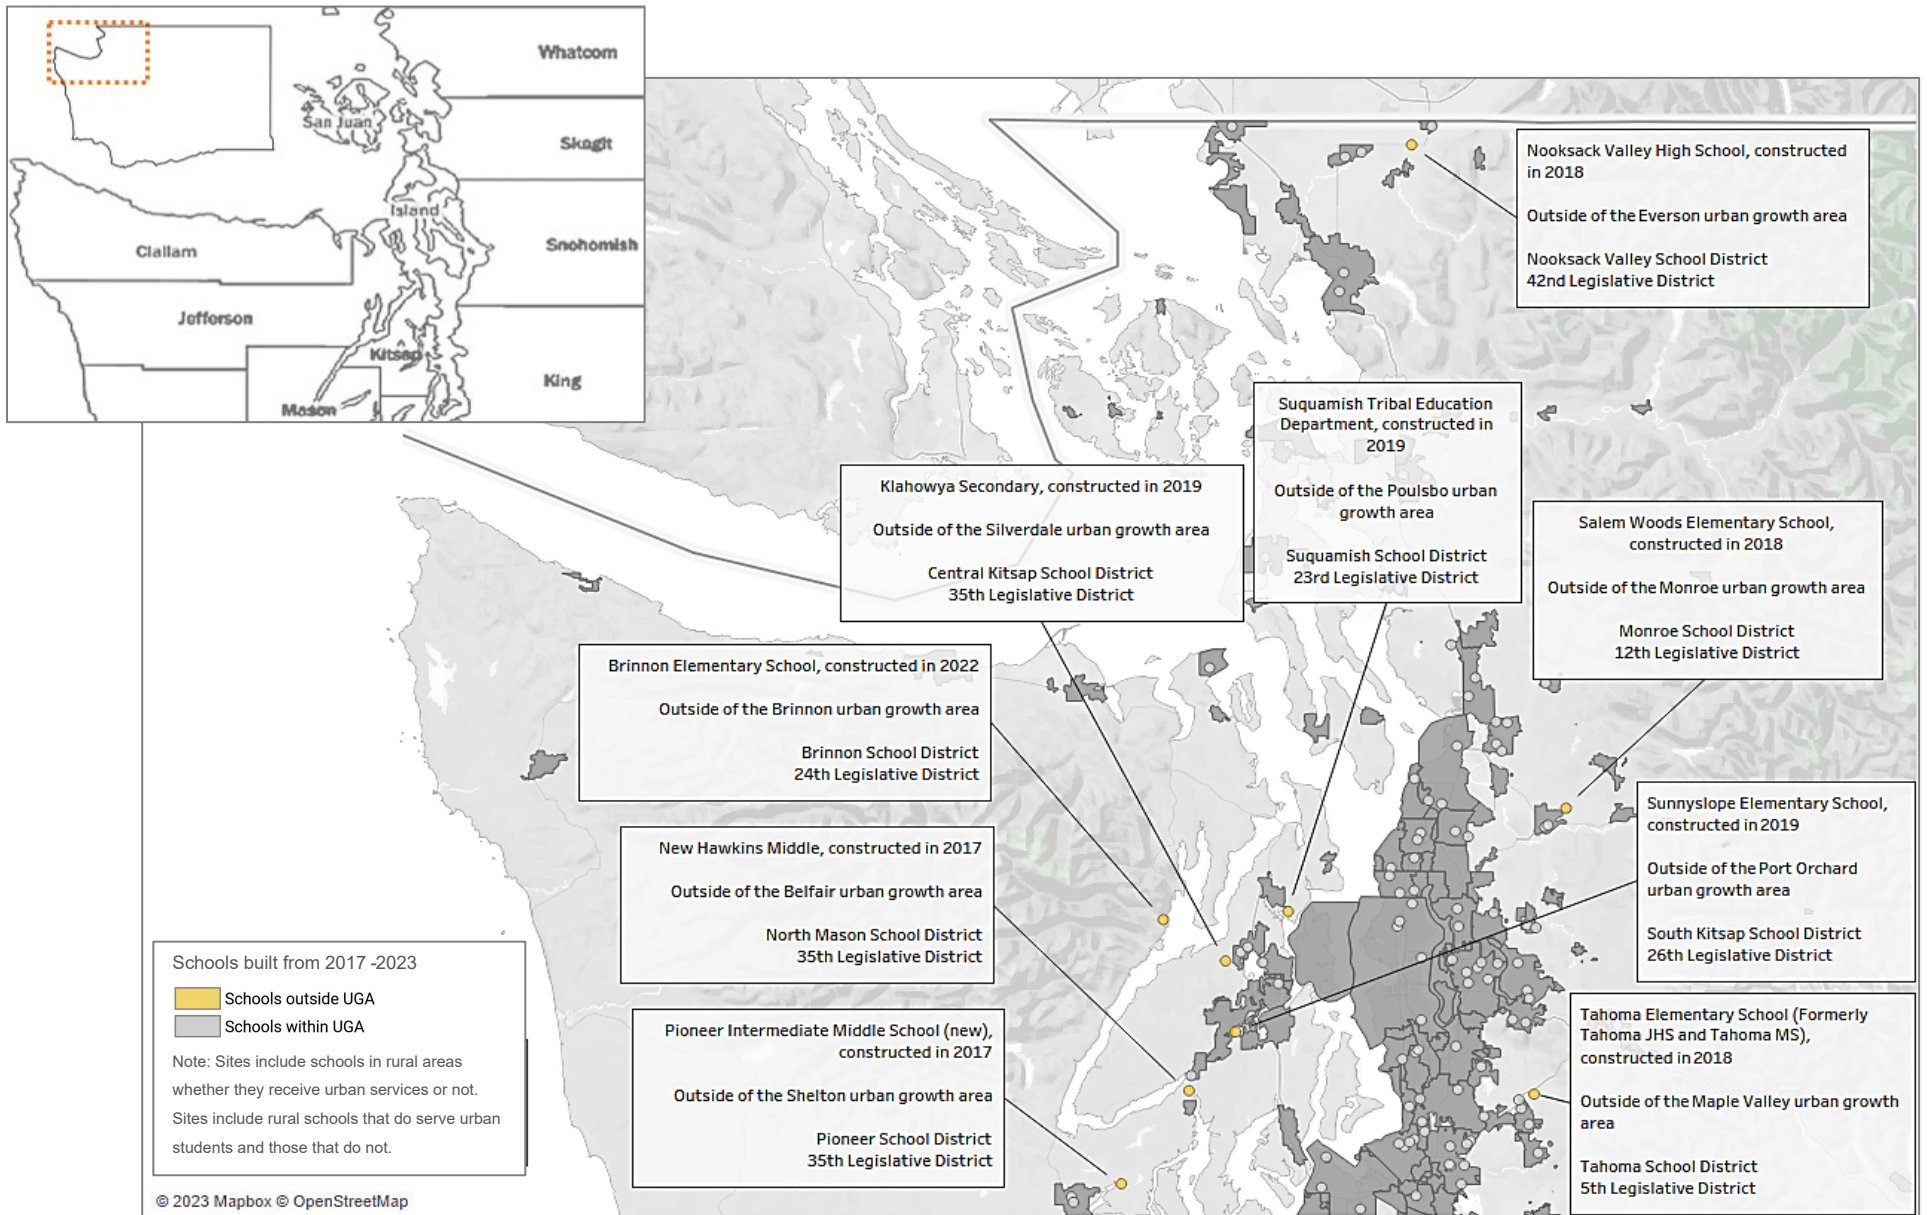 Whatcom
San Juan
Skagit
Island
Snohomish
Clallam
Jefferson
Kitsap
King
Mason
Nooksack Valley High School, constructed
in 2018
Outside of the Everson urban growth area
Nooksack Valley School District
42nd Legislative District
Suquamish Tribal Education
Department, constructed in
2019
Outside of the Poulsbo urban
growth area
Suquamish School District
23rd Legislative District
Klahowya Secondary, constructed in 2019
Outside of the Silverdale urban growth area
Central Kitsap School District
35th Legislative District
Salem Woods Elementary School,
constructed in 2018
Outside of the Monroe urban growth area
Monroe School District
12th Legislative District
Brinnon Elementary School, constructed in 2022
Outside of the Brinnon urban growth area
Brinnon School District
24th Legislative District
Sunnyslope Elementary School,
constructed in 2019
Outside of the Port Orchard
urban growth area
South Kitsap School District
26th Legislative District
New Hawkins Middle, constructed in 2017
Outside of the Belfair urban growth area
North Mason School District
35th Legislative District
Pioneer Intermediate Middle School (new),
constructed in 2017
Outside of the Shelton urban growth area
Pioneer School District
35th Legislative District
Tahoma Elementary School (Formerly
Tahoma JHS and Tahoma MS),
constructed in 2018
Outside of the Maple Valley urban growth
area
Tahoma School District
5th Legislative District
Schools built from 2017 -2023
Schools outside UGA
Schools within UGA
Note: Sites include schools in rural areas
whether they receive urban services or not.
Sites include rural schools that do serve urban
students and those that do not.
© 2023 Mapbox © OpenStreetMap